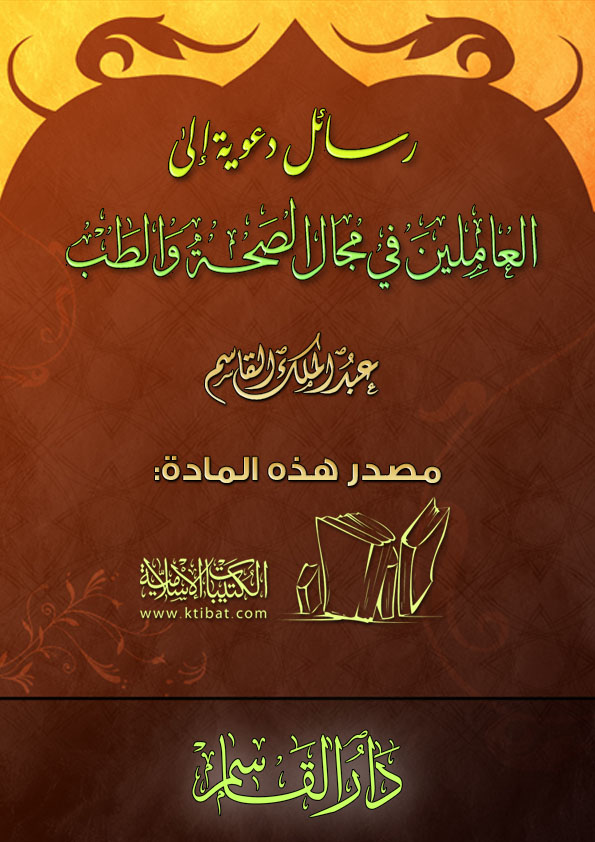 رسائل دعوية إلى
العاملين في مجال الصحة والطب
عبد الملك القاسم
مصدر هذه المادة:
الكتيبات الإسلامية
www.ktibat.com
دار القاسم